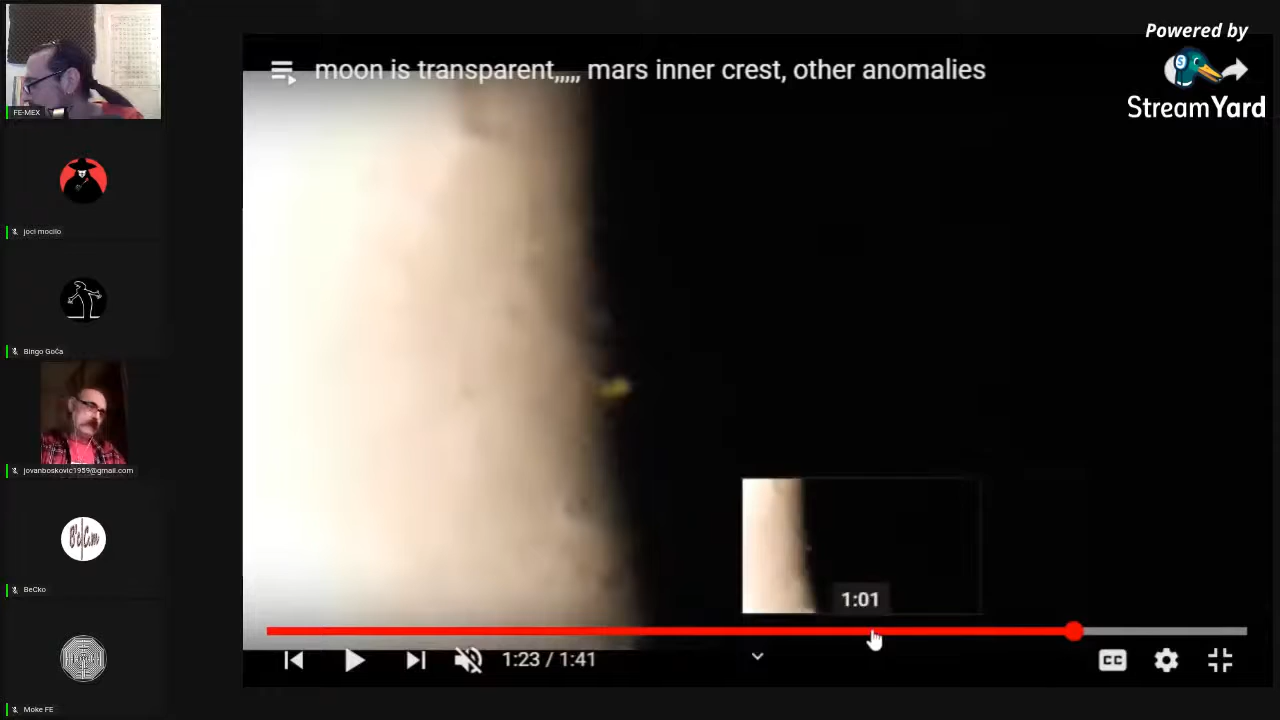 Powered by
StreamYard
moon is transparent,,,,, mars inner crest, other anomalies
FE-MEX
joci mocilo
Bingo Goča
jovanboskovic1959@gmail.com
BeCko
Moke FE
1:01
1:23 / 1:41
CC